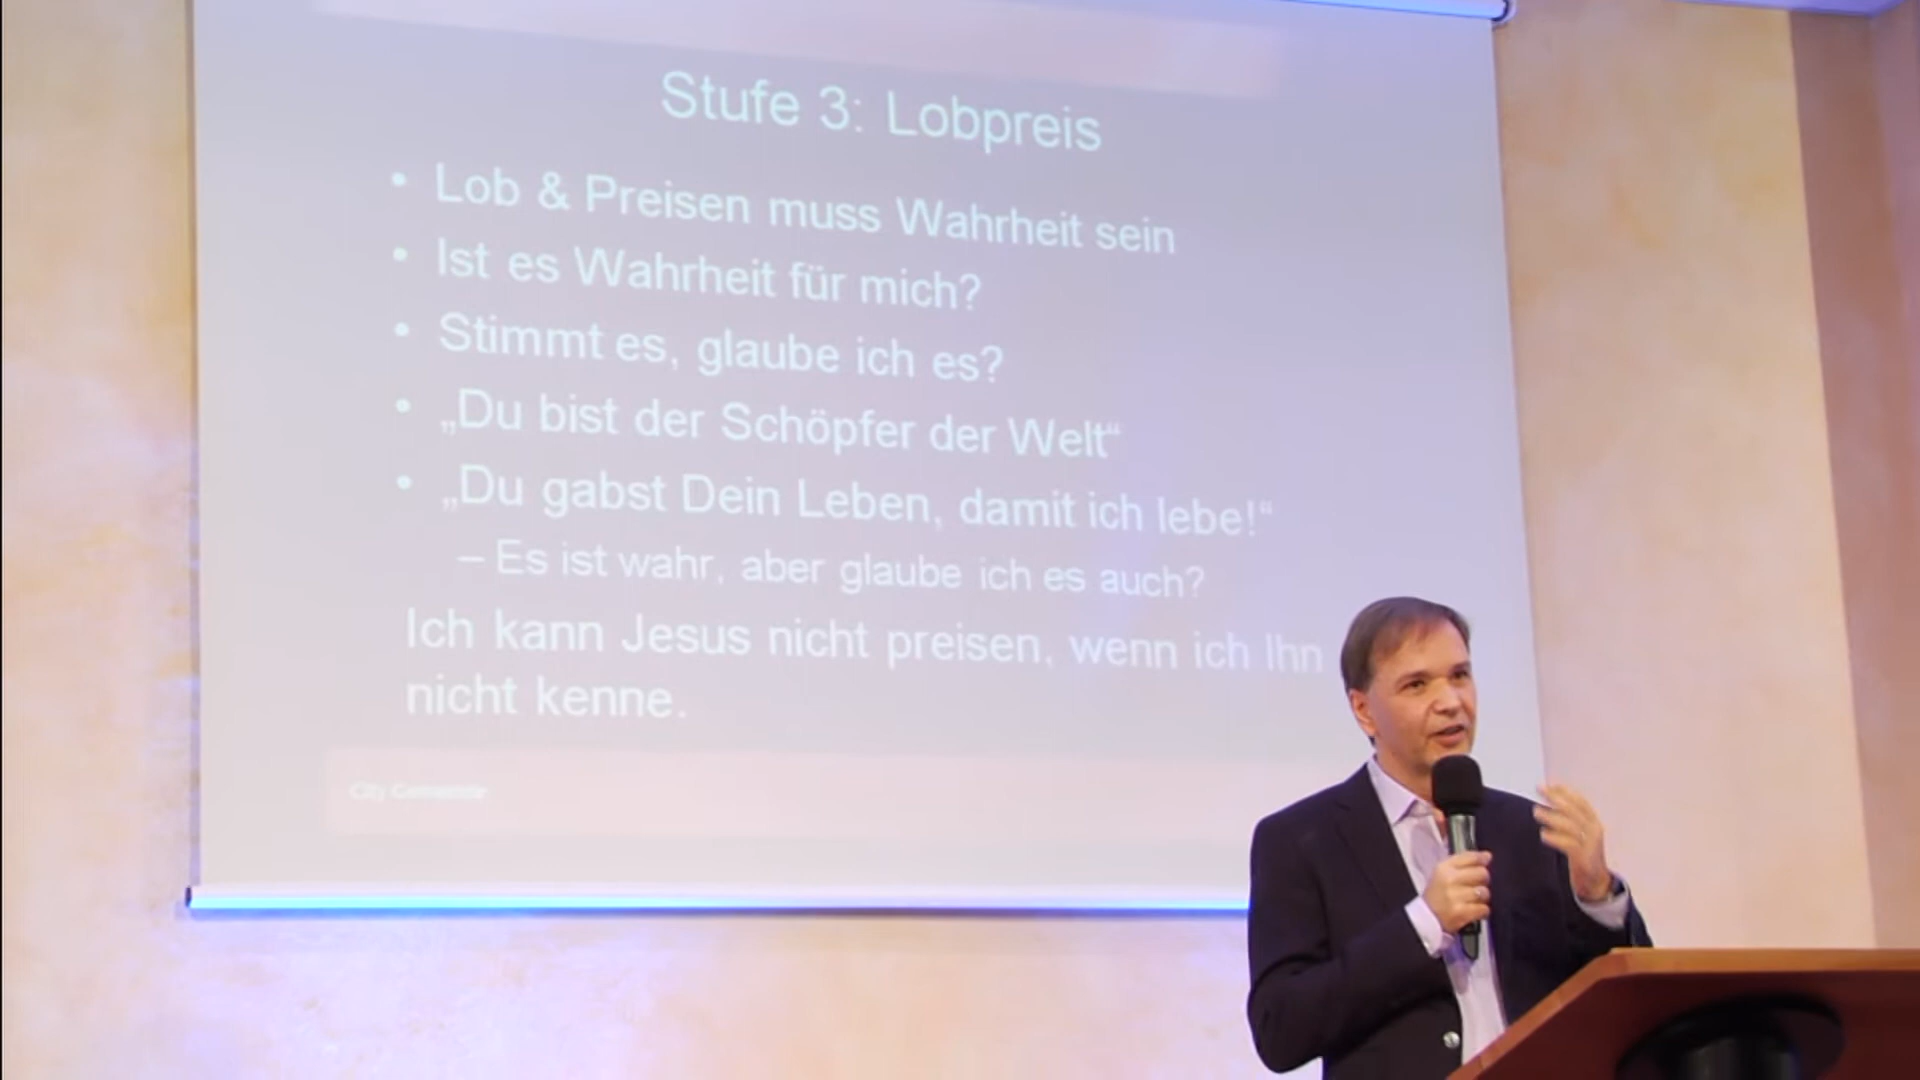 Stufe 3: Lobpreis
• Lob & Preisen muss Wahrheit sein
• Ist es Wahrheit für mich?
• Stimmt es, glaube ich es?
• „Du bist der Schöpfer der Welt“
• „Du gabst Dein Leben, damit ich lebe!“
– Es ist wahr, aber glaube ich es auch?
Ich kann Jesus nicht preisen, wenn ich Ihn
nicht kenne.
City Gemeinde